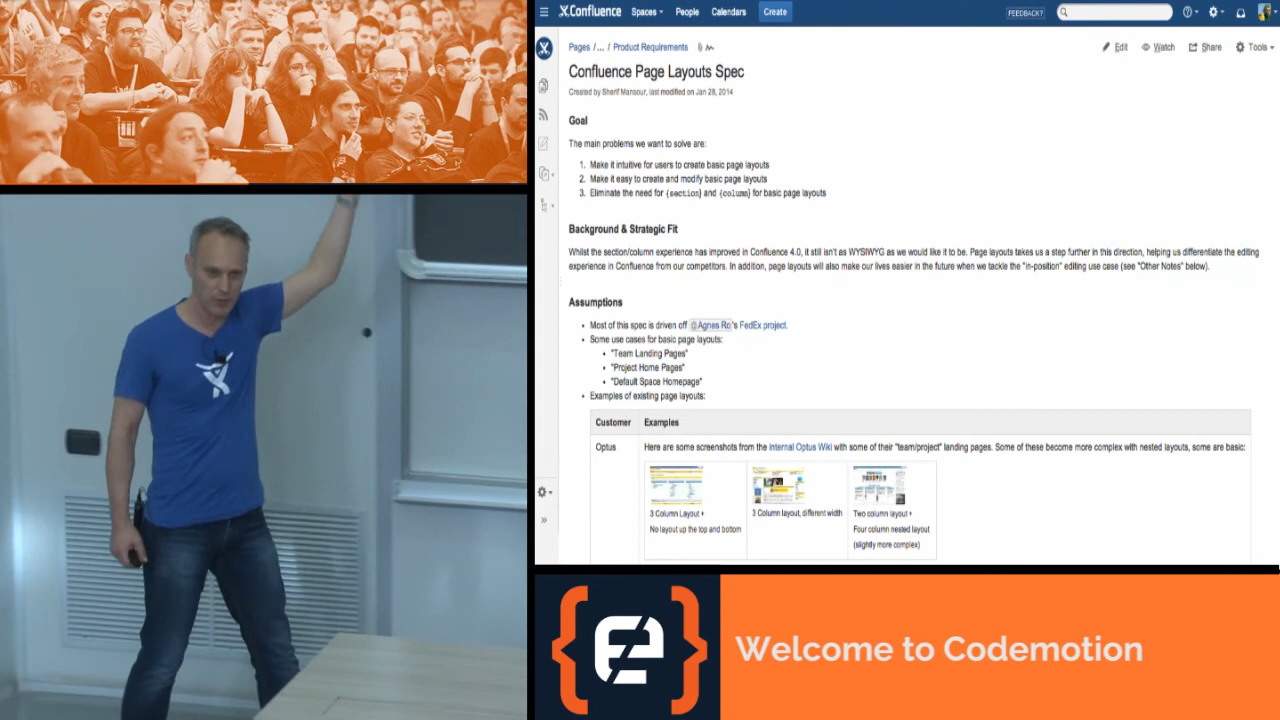 Confluence Spaces People Calendars Create FEEDBACK?
Pages /... / Product Requirements
Edit Watch Share Tools
Confluence Page Layouts Spec
Created by Sherif Mansour, last modified on Jan 28, 2014
Goal
The main problems we want to solve are:
1. Make it intuitive for users to create basic page layouts
2. Make it easy to create and modify basic page layouts
3. Eliminate the need for {section} and {column} for basic page layouts
Background & Strategic Fit
Whilst the section/column experience has improved in Confluence 4.0, it still isn't as WYSIWYG as we would like it to be. Page layouts takes us a step further in this direction, helping us differentiate the editing
experience in Confluence from our competitors. In addition, page layouts will also make our lives easier in the future when we tackle the "in-position" editing use case (see "Other Notes" below).
Assumptions
• Most of this spec is driven off @Agnes Ro's FedEx project.
• Some use cases for basic page layouts:
• "Team Landing Pages"
• "Project Home Pages"
• "Default Space Homepage"
• Examples of existing page layouts:
Customer Examples
Optus Here are some screenshots from the internal Optus Wiki with some of their "team/project" landing pages. Some of these become more complex with nested layouts, some are basic:
3 Column Layout +
No layout up the top and bottom
3 Column layout, different width
Two column layout +
Four column nested layout
(slightly more complex)
Welcome to Codemotion